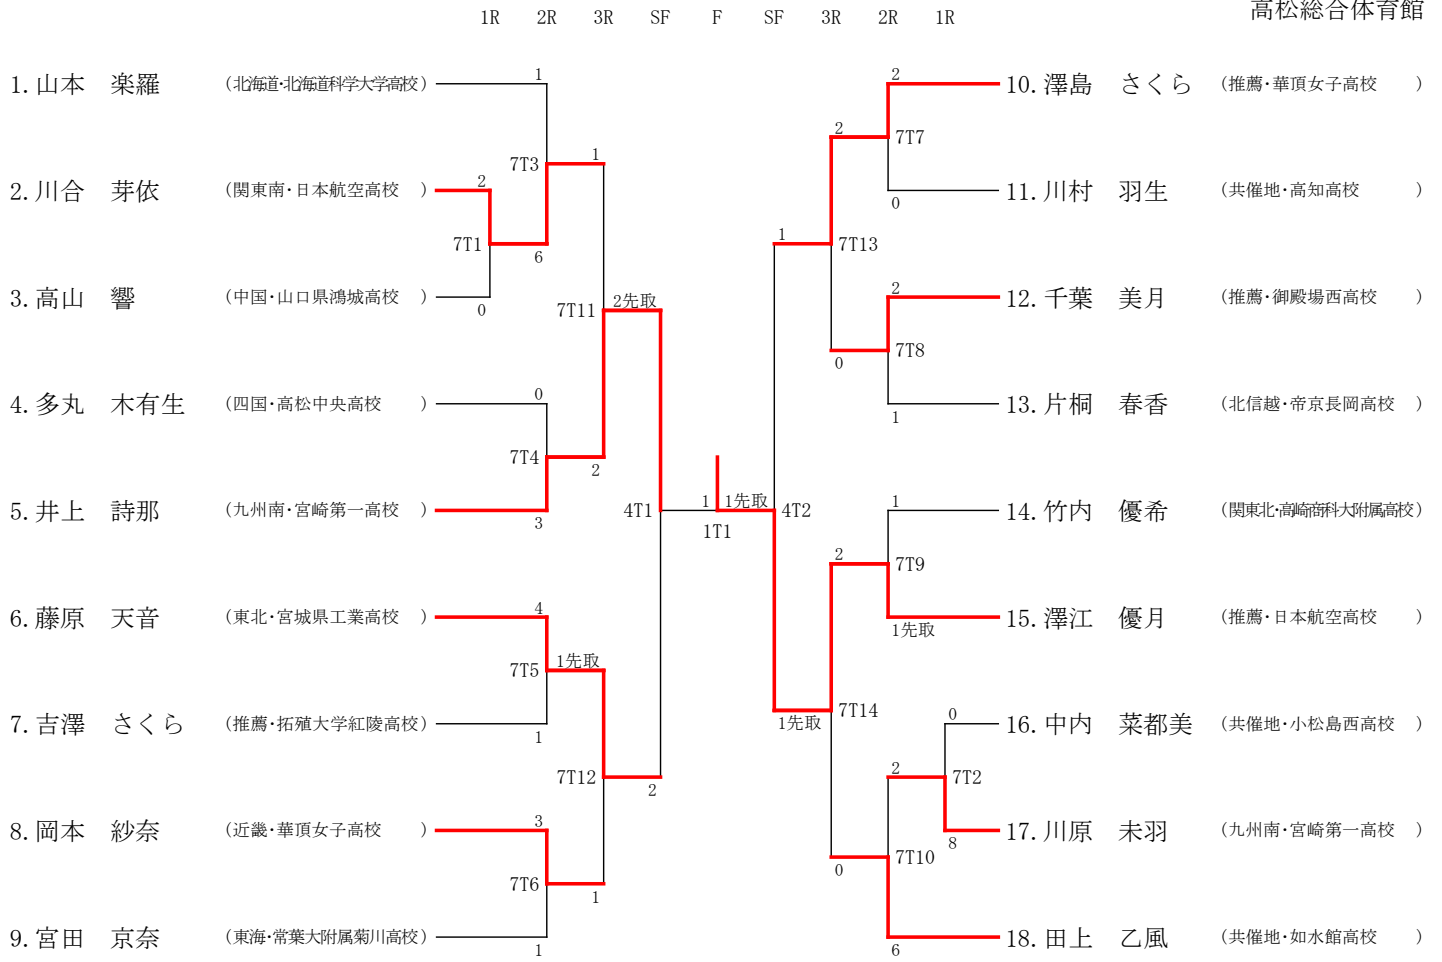 高松総合体育館
1R 2R 3R SF F SF 3R 2R 1R
1.山本 楽羅 (北海道・北海道科学大学高校)
2.川合 芽依 (関東南・日本航空高校)
3.高山 響 (中国・山口県鴻城高校)
4.多丸 木有生 (四国・高松中央高校)
5.井上 詩那 (九州南・宮崎第一高校)
6.藤原 天音 (東北・宮城県工業高校)
7.吉澤 さくら (推薦・拓殖大学紅陵高校)
8.岡本 紗奈 (近畿・華頂女子高校)
9.宮田 京奈 (東海・常葉大附属菊川高校)
2
7T1
0
1
7T3
6
0
7T4
3
4
7T5
1
3
7T6
1
1
7T11
2
1先取
7T12
1
2先取
4T1
2
1
1先取
1T1
1
4T2
1先取
2
7T13
0
2
7T14
0
2
7T7
0
2
7T8
1
1
7T9
1先取
2
7T10
6
0
7T2
8
10.澤島 さくら (推薦・華頂女子高校)
11.川村 羽生 (共催地・高知高校)
12.千葉 美月 (推薦・御殿場西高校)
13.片桐 春香 (北信越・帝京長岡高校)
14.竹内 優希 (関東北・高崎商科大附属高校)
15.澤江 優月 (推薦・日本航空高校)
16.中内 菜都美 (共催地・小松島西高校)
17.川原 未羽 (九州南・宮崎第一高校)
18.田上 乙風 (共催地・如水館高校)